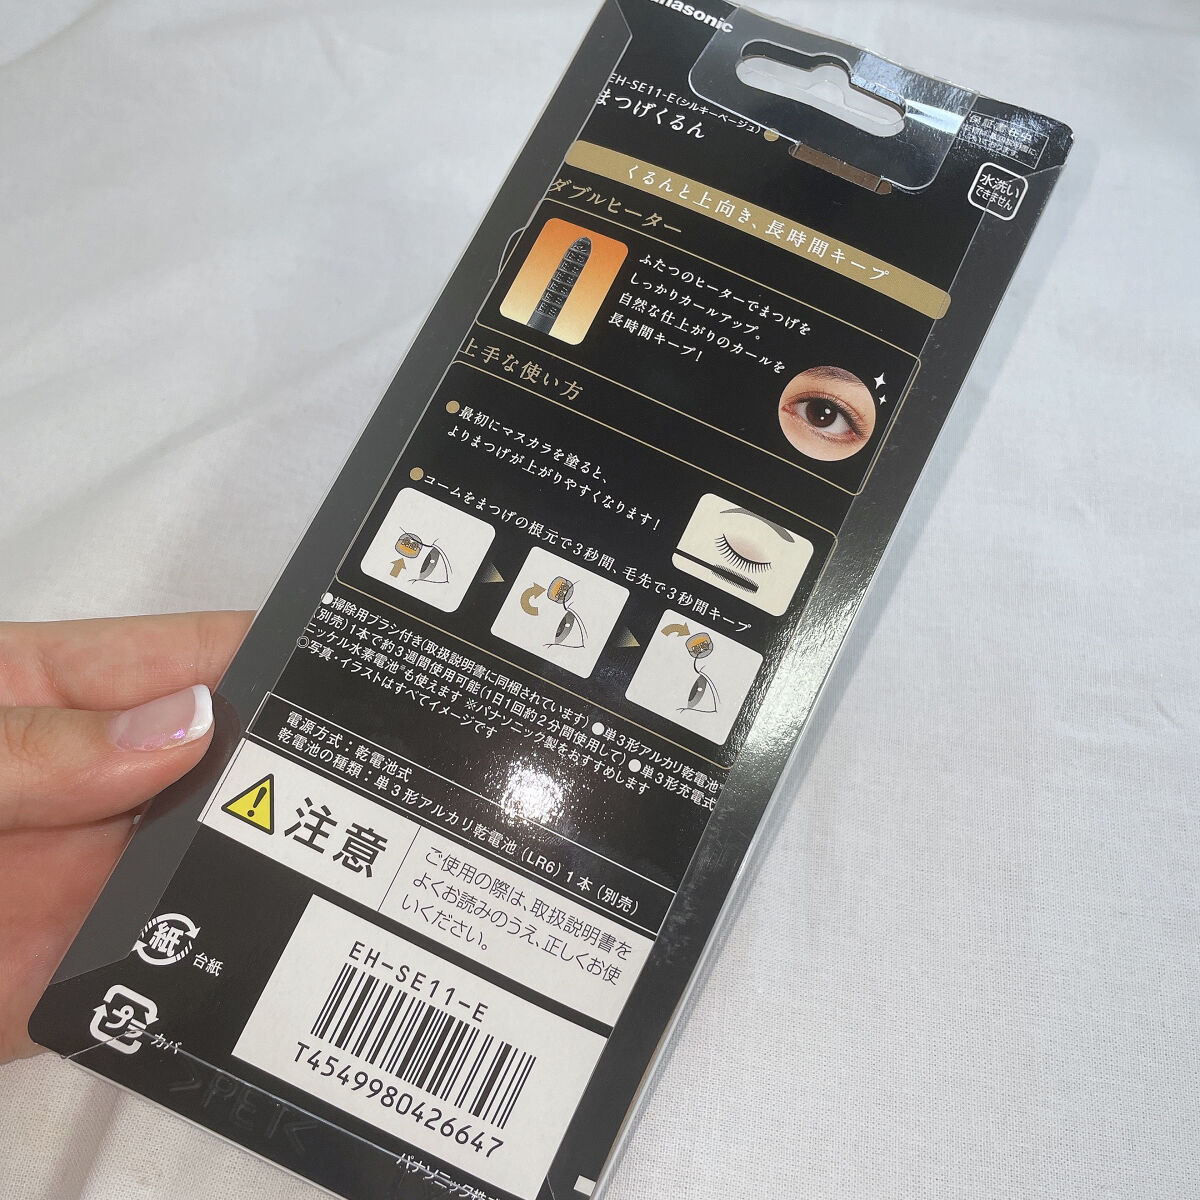 Panasonic
EH-SE11-E(シルキーベージュ)
まつげくるん
水洗い
できません
くるんと上向き、長時間キープ
ダブルヒーター
ふたつのヒーターでまつげを
しっかりカールアップ。
自然な仕上がりのカールを
長時間キープ!
上手な使い方
●最初にマスカラを塗ると、
よりまつげが上がりやすくなります!
●コームをまつげの根元で3秒間、毛先で3秒間キープ
●掃除用ブラシ付き(取扱説明書に同梱されています) ●単3形アルカリ乾電池※
(別売)1本で約3週間使用可能(1日1回約2分間使用して) ●単3形充電式
ニッケル水素電池※も使えます ※パナソニック製をおすすめします
◎写真・イラストはすべてイメージです
電源方式:乾電池式
乾電池の種類:単3形アルカリ乾電池(LR6)1本(別売)
注意
ご使用の際は、取扱説明書を
よくお読みのうえ、正しくお使
いください。
紙
台紙
プラ
カバー
EH-SE11-E
T4549980426647
>PET<
パナソニック株式